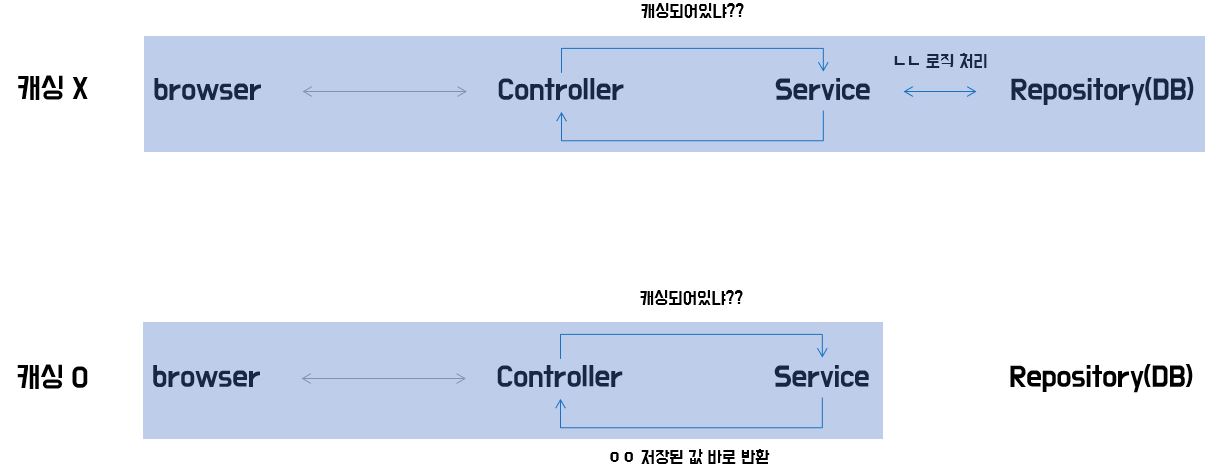 캐싱되어있냐??
ㄴㄴ 로직 처리
캐싱 X browser Controller Service Repository(DB)
캐싱되어있냐??
캐싱 O browser Controller Service Repository(DB)
ㅇㅇ 저장된 값 바로 반환